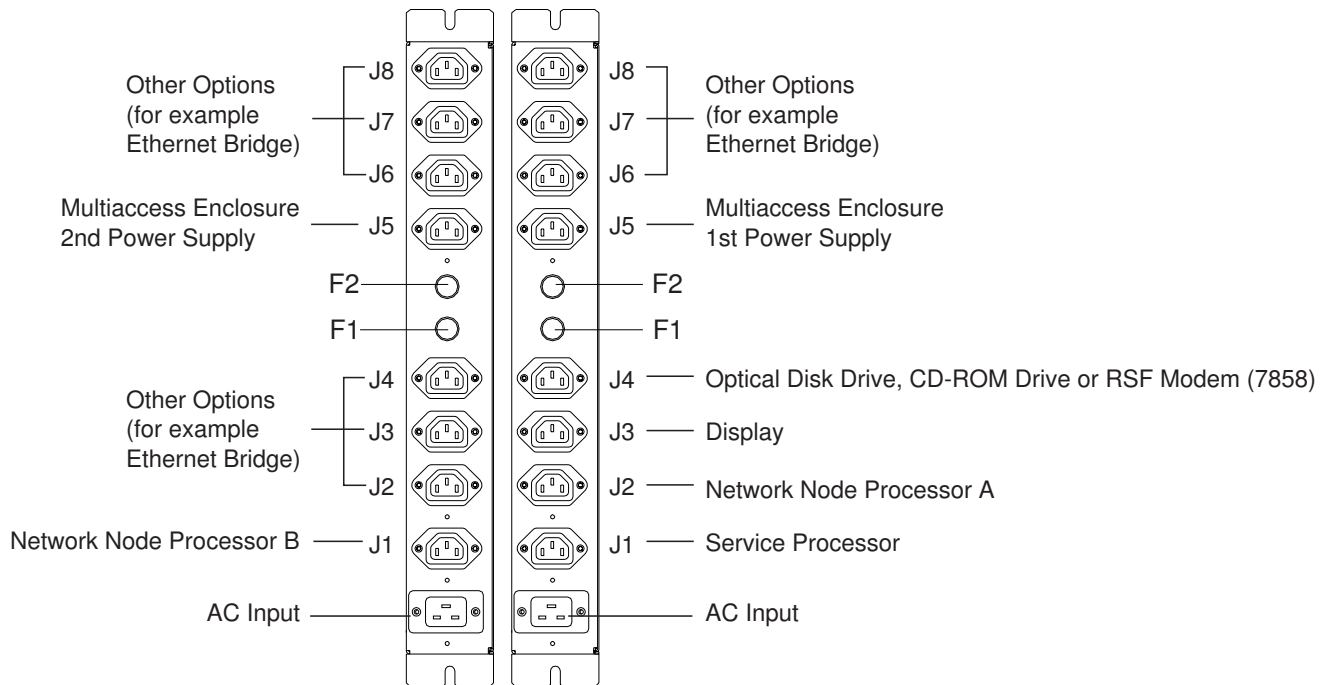 J8
J8
Other Options
(for example
Ethernet Bridge)
J7
J7
Other Options
(for example
Ethernet Bridge)
J6
J6
Multiaccess Enclosure
2nd Power Supply
J5
J5
Multiaccess Enclosure
1st Power Supply
F2
F2
F1
F1
J4
J4
Optical Disk Drive, CD-ROM Drive or RSF Modem (7858)
Other Options
(for example
Ethernet Bridge)
J3
J3
Display
J2
J2
Network Node Processor A
Network Node Processor B
J1
J1
Service Processor
AC Input
AC Input